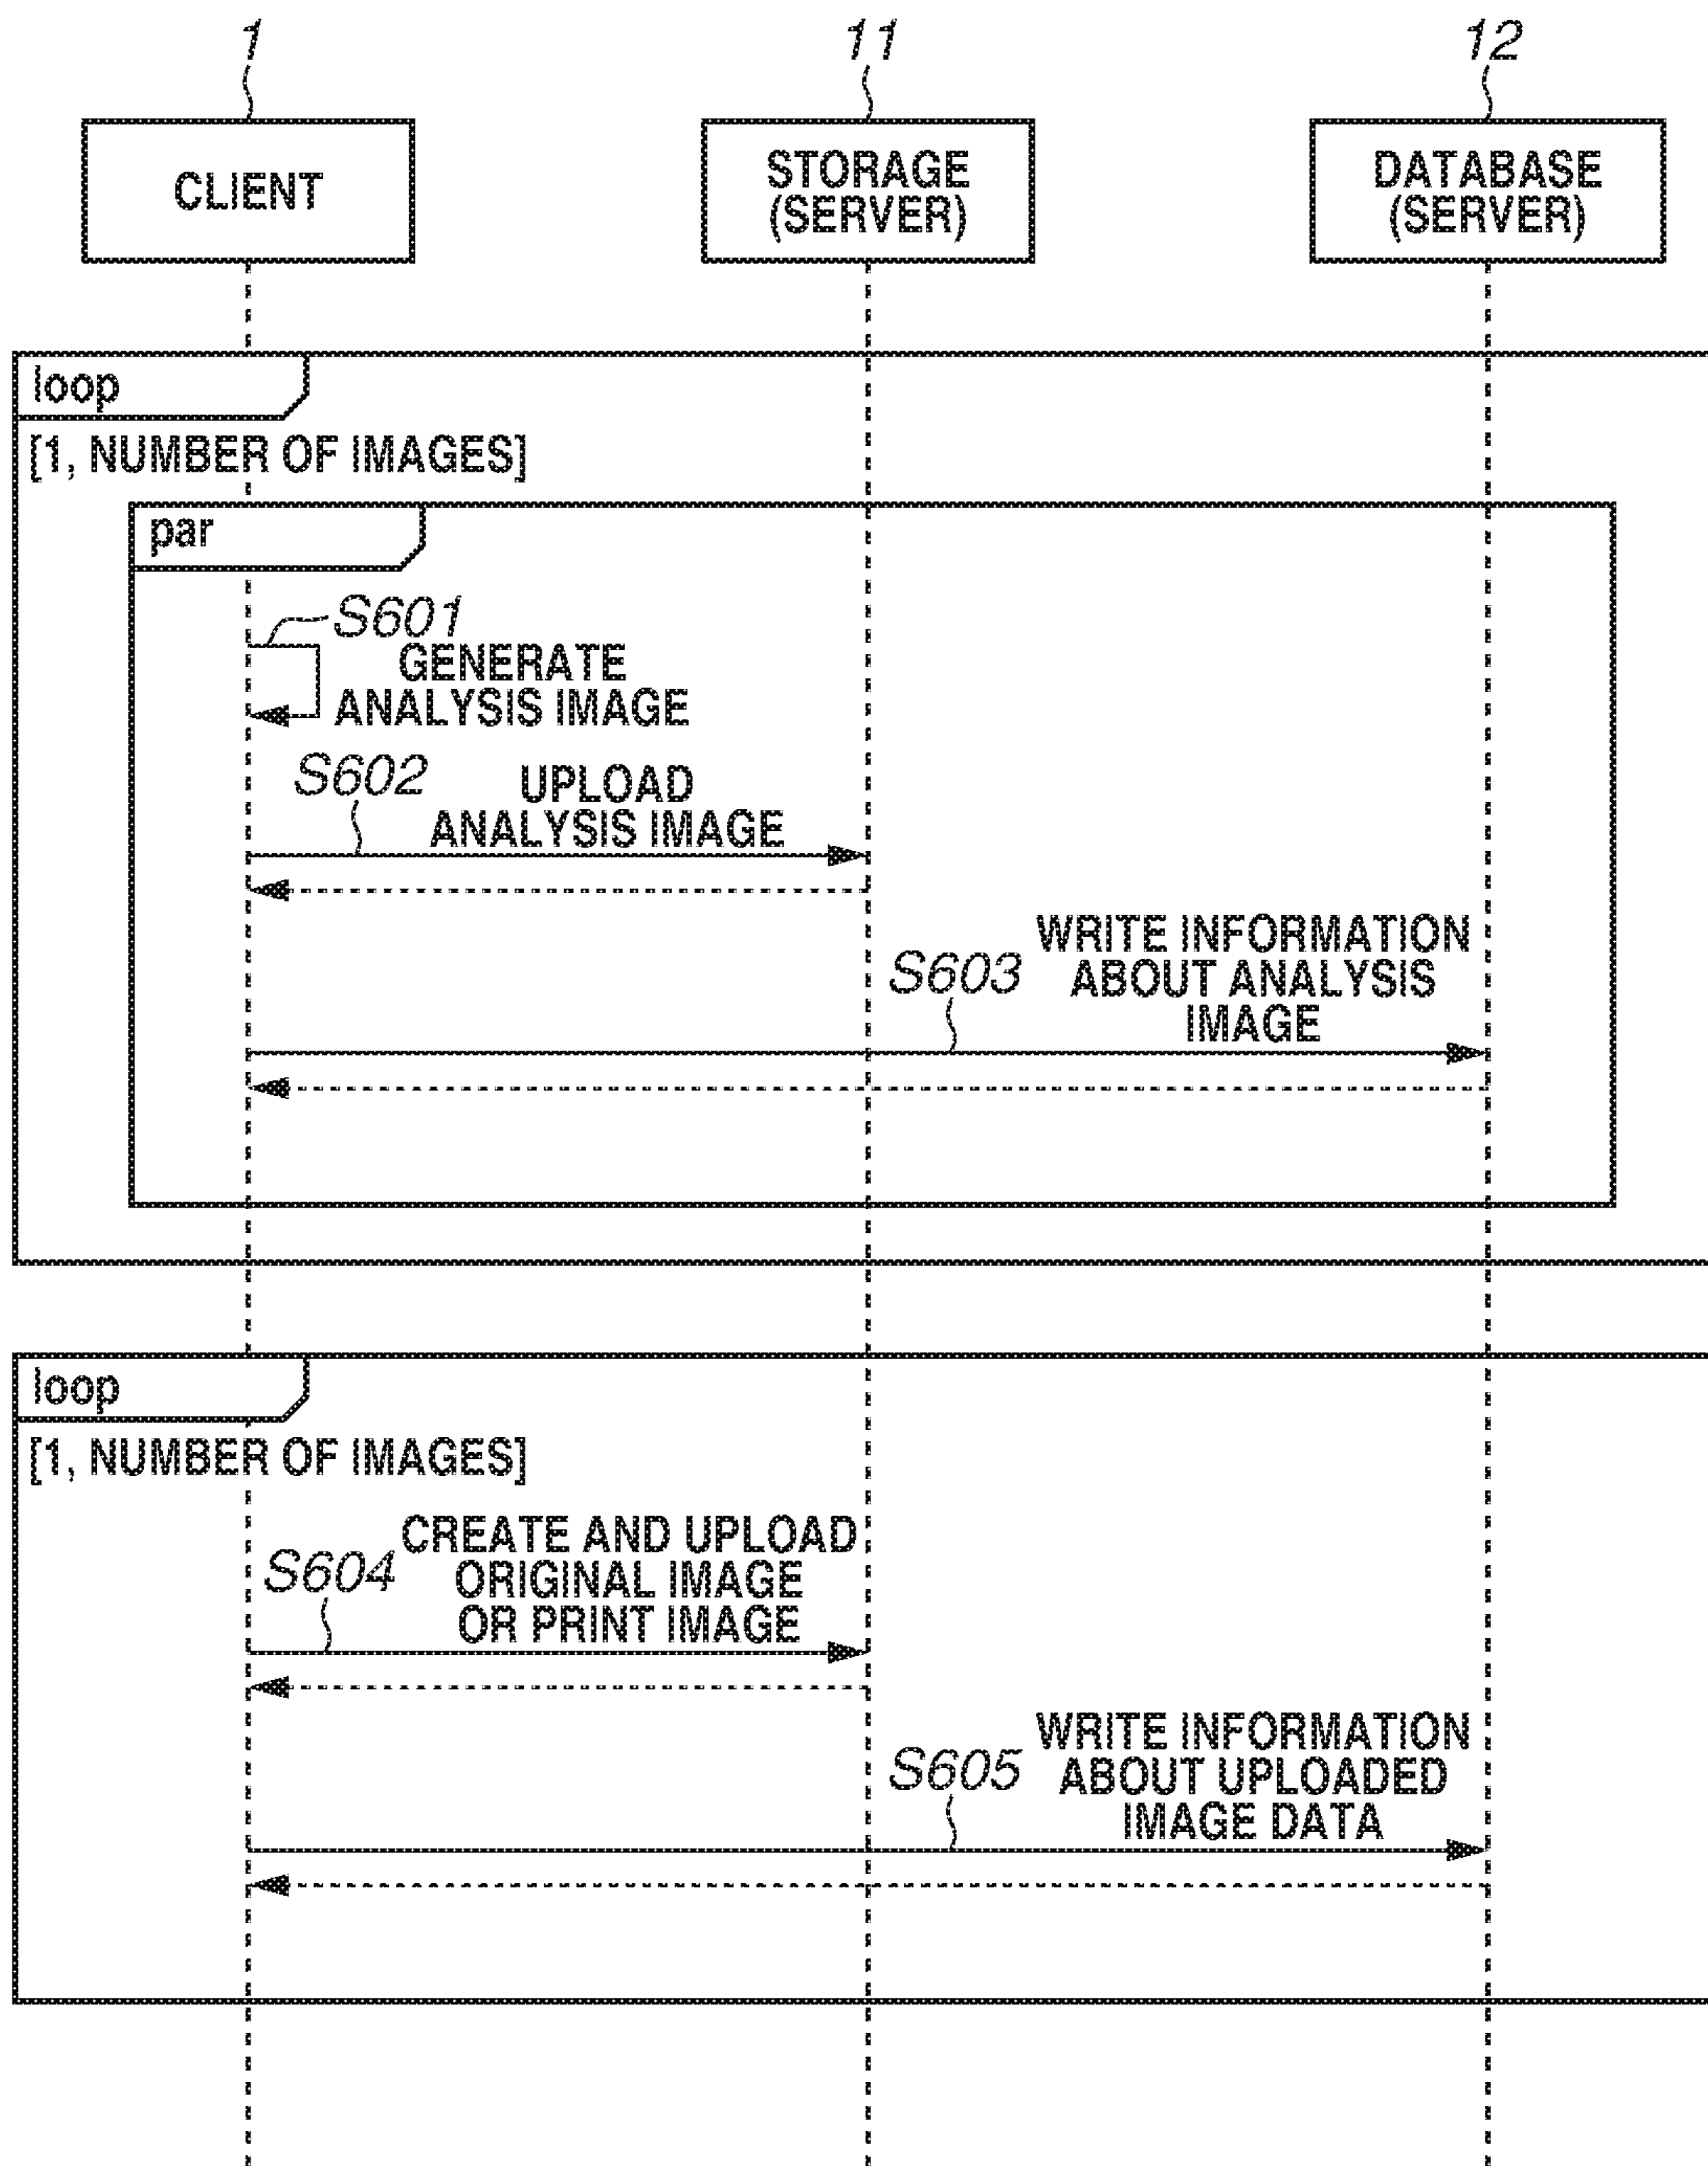 1
11
12
CLIENT
STORAGE
(SERVER)
DATABASE
(SERVER)
loop
[1, NUMBER OF IMAGES]
par
S601
GENERATE
ANALYSIS IMAGE
S602
UPLOAD
ANALYSIS IMAGE
S603
WRITE INFORMATION
ABOUT ANALYSIS
IMAGE
loop
[1, NUMBER OF IMAGES]
S604
CREATE AND UPLOAD
ORIGINAL IMAGE
OR PRINT IMAGE
S605
WRITE INFORMATION
ABOUT UPLOADED
IMAGE DATA